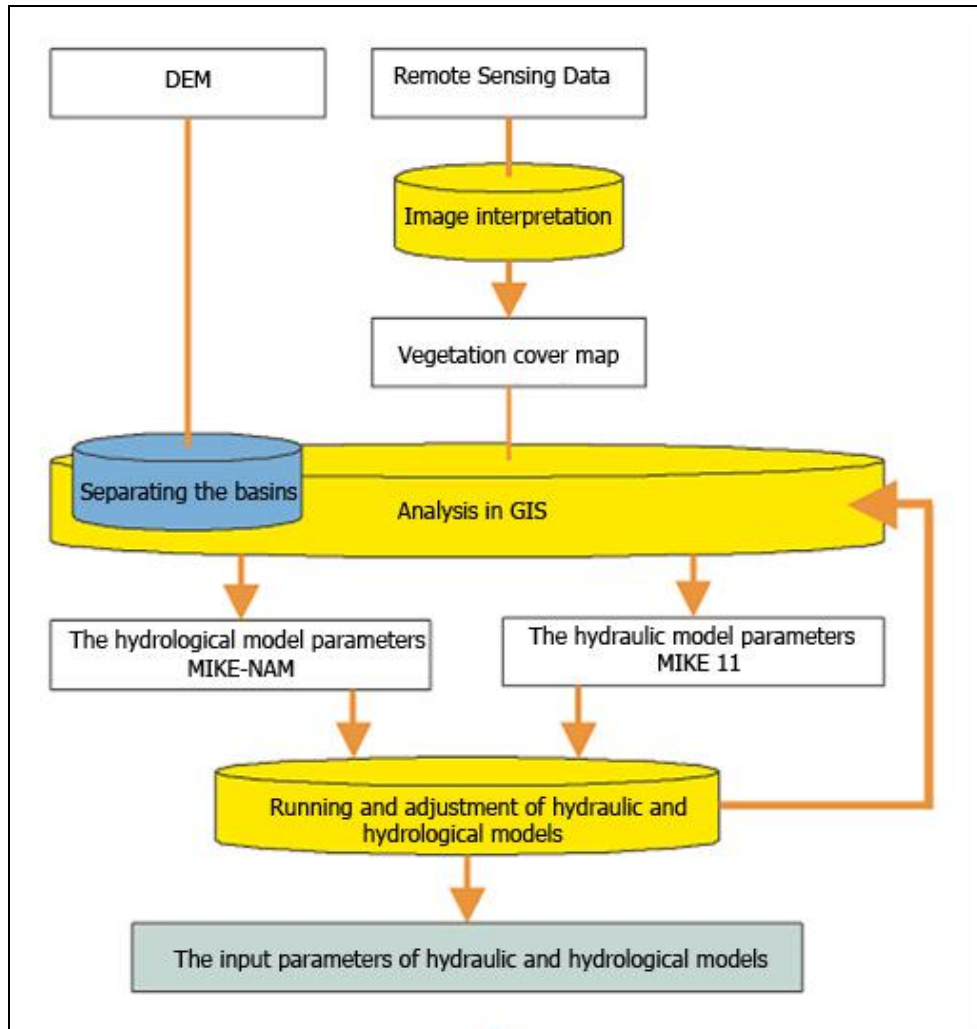 DEM
Remote Sensing Data
Image interpretation
Vegetation cover map
Separating the basins
Analysis in GIS
The hydrological model parameters
MIKE-NAM
The hydraulic model parameters
MIKE 11
Running and adjustment of hydraulic and
hydrological models
The input parameters of hydraulic and hydrological models